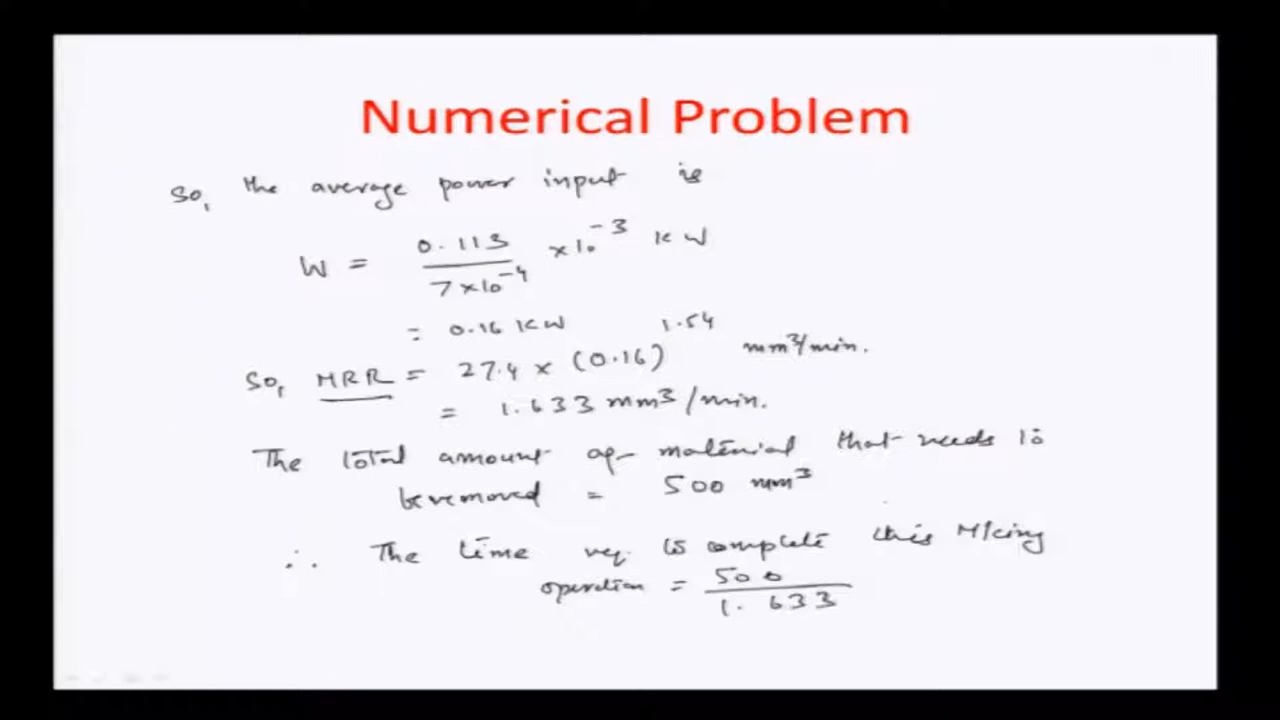 Numerical Problem
So, the average power input is
W = 0.113 / 7×10⁻⁴ ×10⁻³ KW
= 0.16 KW
So, MRR = 27.4 × (0.16)^1.54 mm³/min.
= 1.633 mm³/min.
The total amount of material that needs to
be removed = 500 mm³
∴ The time req. to complete this M/cing
operation = 500 / 1.633